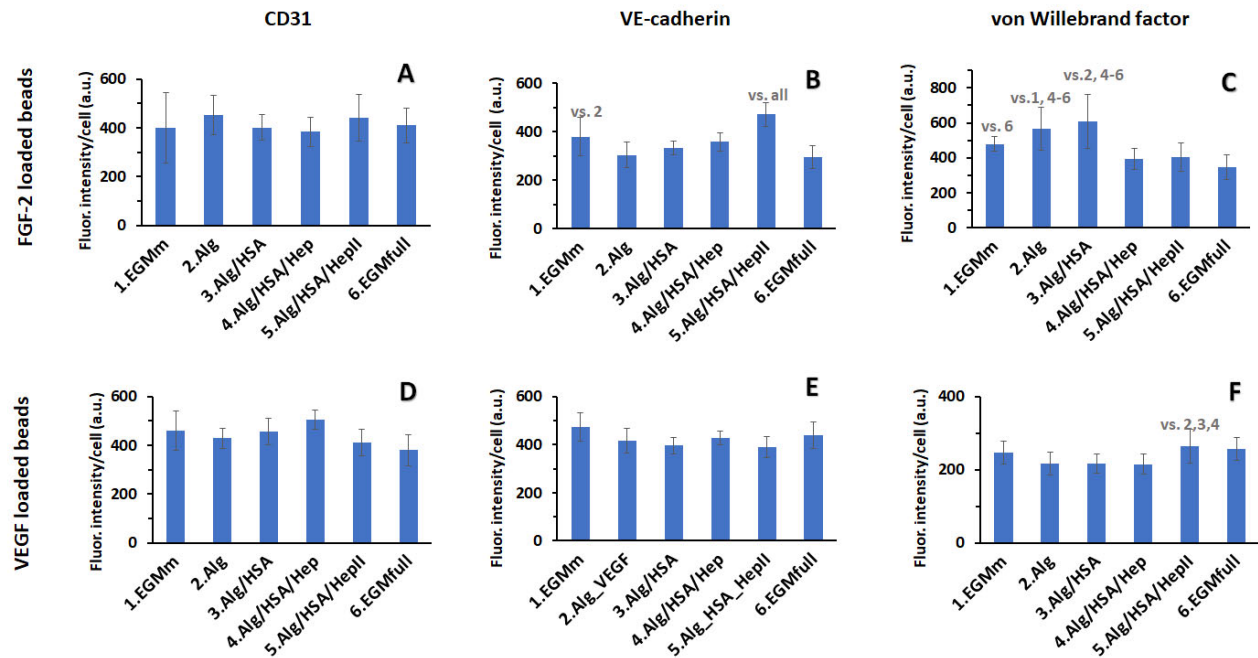 CD31
VE-cadherin
von Willebrand factor
FGF-2 loaded beads
Fluor. intensity/cell (a.u.)
600
400
200
0
A
1.EGMm
2.Alg
3.Alg/HSA
4.Alg/HSA/Hep
5.Alg/HSA/HepII
6.EGMfull
Fluor. intensity/cell (a.u.)
600
400
200
0
B
vs. 2
vs. all
1.EGMm
2.Alg
3.Alg/HSA
4.Alg/HSA/Hep
5.Alg/HSA/HepII
6.EGMfull
Fluor. intensity/cell (a.u.)
800
600
400
200
0
C
vs. 6
vs.1, 4-6
vs.2, 4-6
1.EGMm
2.Alg
3.Alg/HSA
4.Alg/HSA/Hep
5.Alg/HSA/HepII
6.EGMfull
VEGF loaded beads
Fluor. intensity/cell (a.u.)
600
400
200
0
D
1.EGMm
2.Alg
3.Alg/HSA
4.Alg/HSA/Hep
5.Alg/HSA/HepII
6.EGMfull
Fluor. intensity/cell (a.u.)
600
400
200
0
E
1.EGMm
2.Alg_VEGF
3.Alg/HSA
4.Alg/HSA/Hep
5.Alg_HSA_HepII
6.EGMfull
Fluor. intensity/cell (a.u.)
400
200
0
F
vs. 2,3,4
1.EGMm
2.Alg
3.Alg/HSA
4.Alg/HSA/Hep
5.Alg/HSA/HepII
6.EGMfull